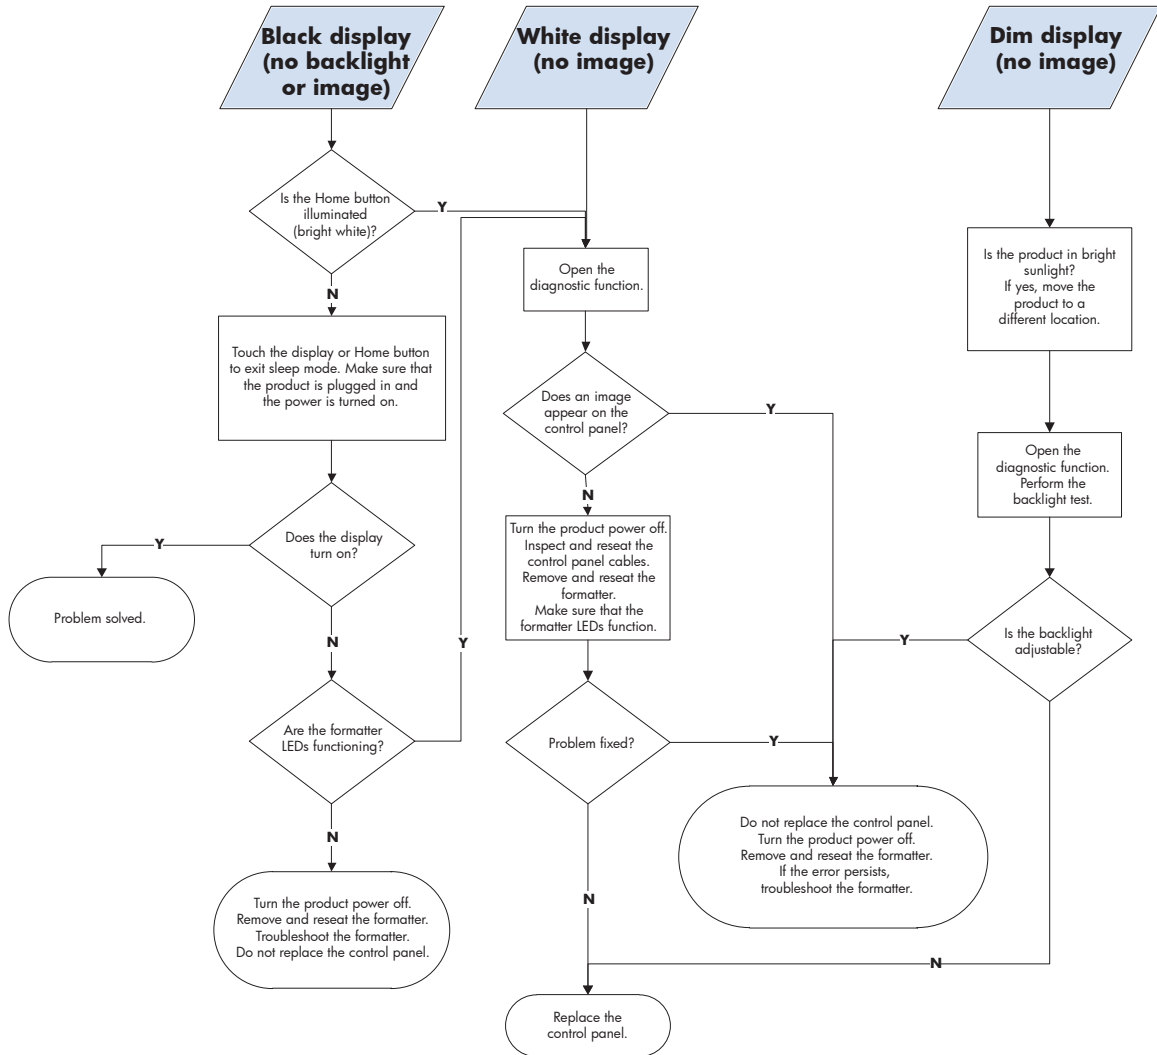 Black display
(no backlight
or image)
White display
(no image)
Dim display
(no image)
Is the Home button
illuminated
(bright white)?
Y
N
Touch the display or Home button
to exit sleep mode. Make sure that
the product is plugged in and
the power is turned on.
Does the display
turn on?
Y
Problem solved.
N
Are the formatter
LEDs functioning?
Y
N
Turn the product power off.
Remove and reseat the formatter.
Troubleshoot the formatter.
Do not replace the control panel.
Open the
diagnostic function.
Does an image
appear on the
control panel?
Y
N
Turn the product power off.
Inspect and reseat the
control panel cables.
Remove and reseat the
formatter.
Make sure that the
formatter LEDs function.
Problem fixed?
Y
N
Do not replace the control panel.
Turn the product power off.
Remove and reseat the formatter.
If the error persists,
troubleshoot the formatter.
Replace the
control panel.
Is the product in bright
sunlight?
If yes, move the
product to a
different location.
Open the
diagnostic function.
Perform the
backlight test.
Is the backlight
adjustable?
Y
N